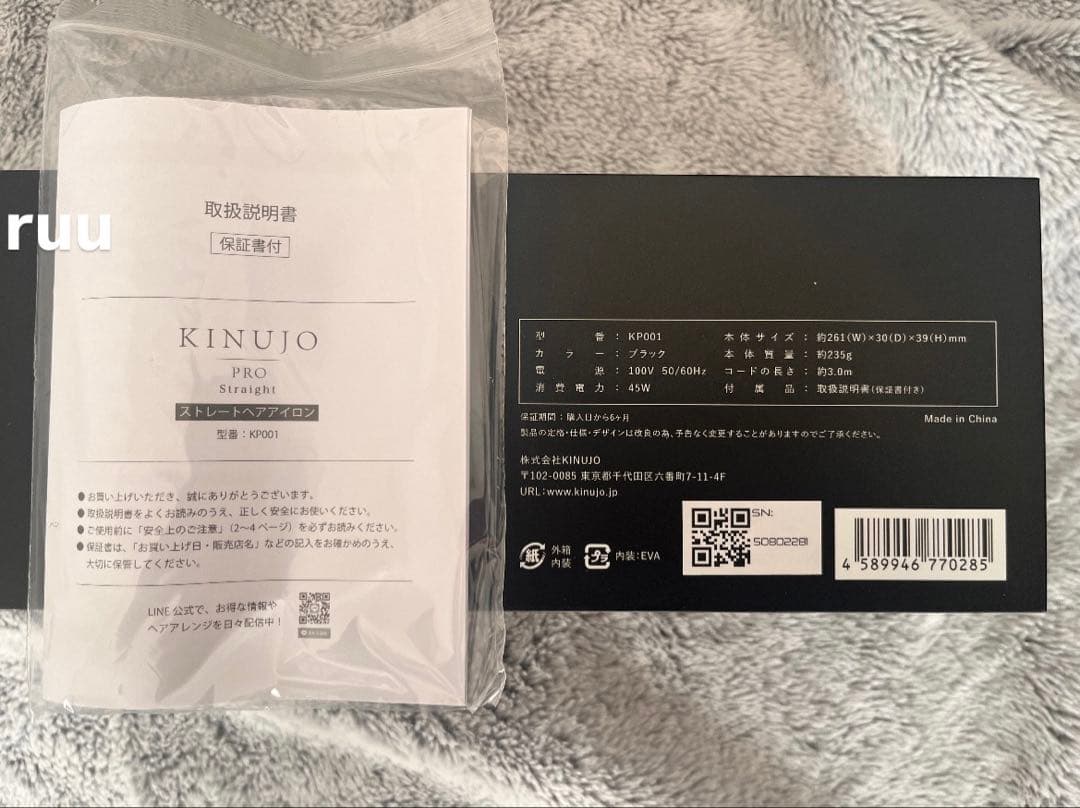 ruu
取扱説明書
保証書付
KINUJO
PRO
Straight
ストレートヘアアイロン
型番：KP001
●お買い上げいただき、誠にありがとうございます。
●取扱説明書をよくお読みのうえ、正しく安全にお使いください。
●ご使用前に「安全上のご注意」（2〜4ページ）を必ずお読みください。
●保証書は、「お買い上げ日・販売店名」などの記入をお確かめのうえ、
大切に保管してください。
LINE公式で、お得な情報や
ヘアアレンジを日々配信中！
型番：KP001 本体サイズ：約261(W)×30(D)×39(H)mm
カラー：ブラック 本体質量：約235g
電源：100V 50/60Hz コードの長さ：約3.0m
消費電力：45W 付属品：取扱説明書(保証書付き)
保証期間：購入日から6ヶ月 Made in China
製品の定格・仕様・デザインは改良の為、予告なく変更することがありますのでご了承ください。
株式会社KINUJO
〒102-0085 東京都千代田区六番町7-11-4F
URL:www.kinujo.jp
紙 外箱 内装 プラ 内装：EVA
SN:
S0802281
4 589946 770285